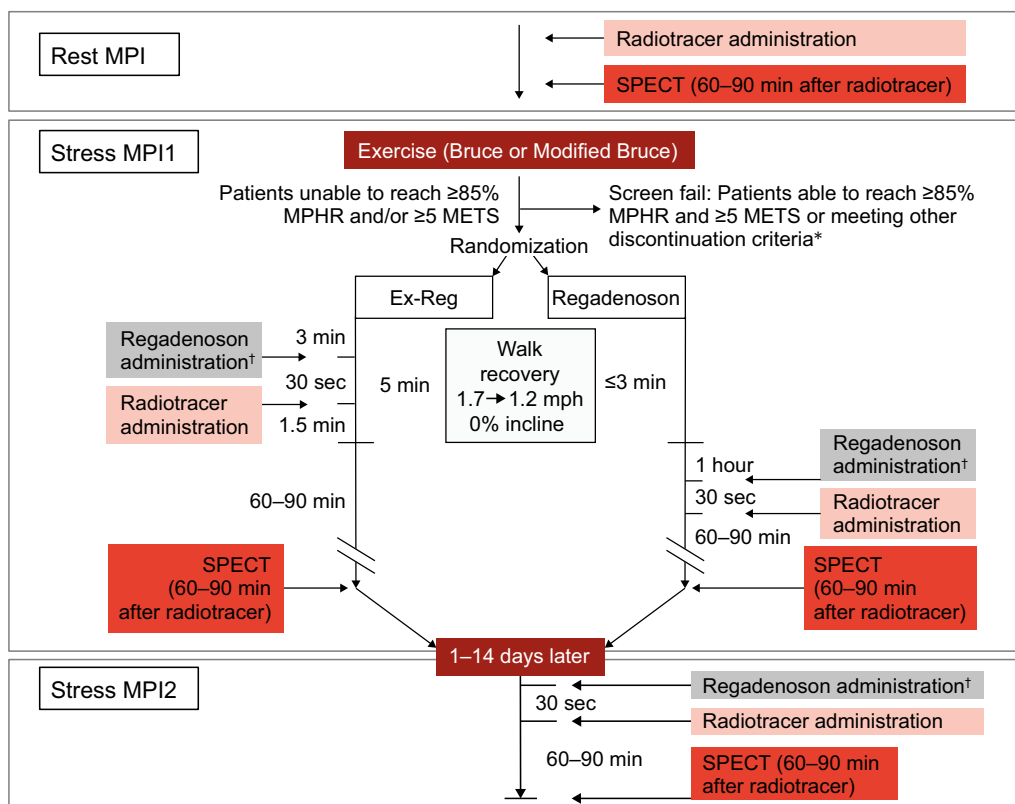 Rest MPI
Radiotracer administration
SPECT (60–90 min after radiotracer)
Stress MPI1
Exercise (Bruce or Modified Bruce)
Patients unable to reach ≥85%
MPHR and/or ≥5 METS
Screen fail: Patients able to reach ≥85%
MPHR and ≥5 METS or meeting other
discontinuation criteria*
Randomization
Ex-Reg
Regadenoson
Regadenoson
administration†
3 min
30 sec
Radiotracer
administration
1.5 min
5 min
Walk
recovery
1.7→1.2 mph
0% incline
≤3 min
1 hour
Regadenoson
administration†
30 sec
Radiotracer
administration
60–90 min
60–90 min
SPECT
(60–90 min
after radiotracer)
SPECT
(60–90 min
after radiotracer)
1–14 days later
Stress MPI2
Regadenoson administration†
30 sec
Radiotracer administration
60–90 min
SPECT (60–90 min
after radiotracer)